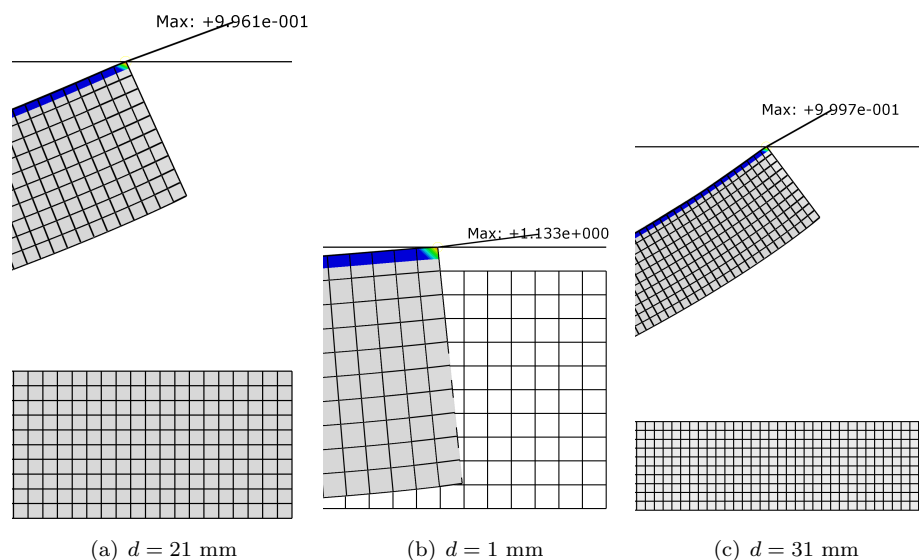 Max: +9.961e-001
Max: +1.133e+000
Max: +9.997e-001
(a) d = 21 mm
(b) d = 1 mm
(c) d = 31 mm